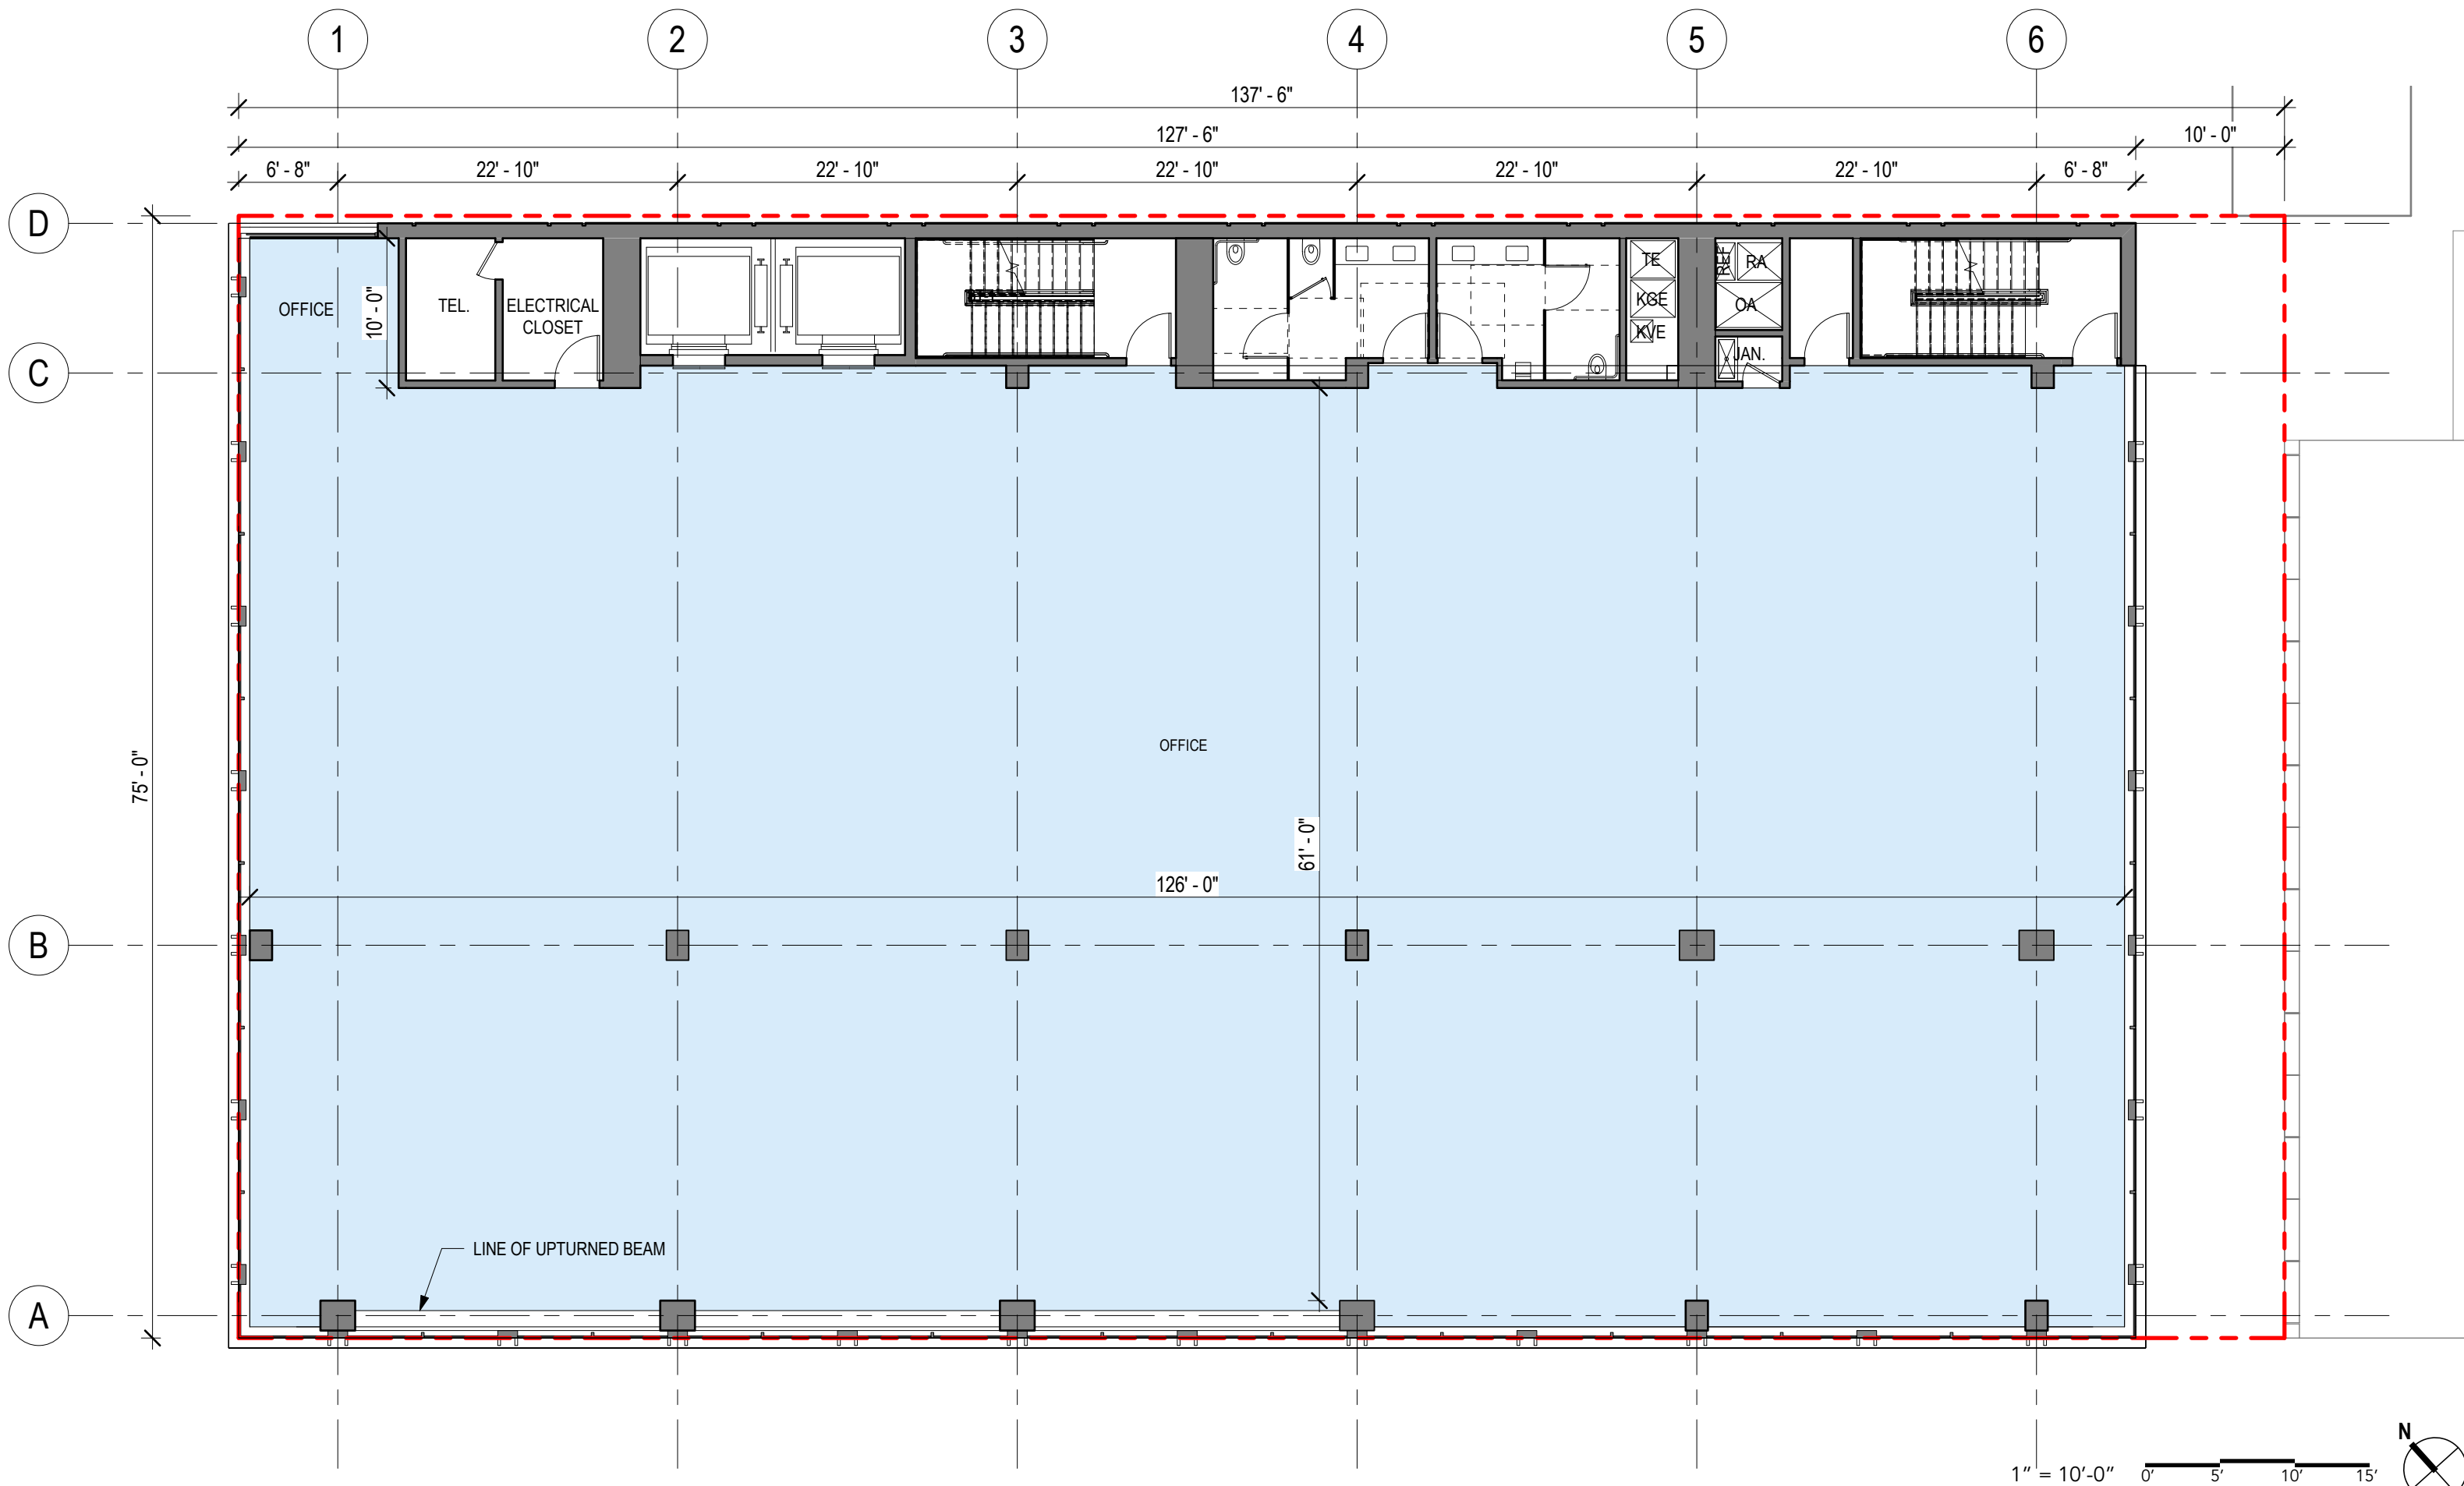 1 2 3 4 5 6
137' - 6"
127' - 6" 10' - 0"
6' - 8" 22' - 10" 22' - 10" 22' - 10" 22' - 10" 22' - 10" 6' - 8"
D
C
B
A
75' - 0"
OFFICE
10' - 0"
TEL.
ELECTRICAL
CLOSET
TE
KGE
KVE
REF
RA
OA
JAN.
OFFICE
61' - 0"
126' - 0"
LINE OF UPTURNED BEAM
N
1" = 10'-0"
0' 5' 10' 15'